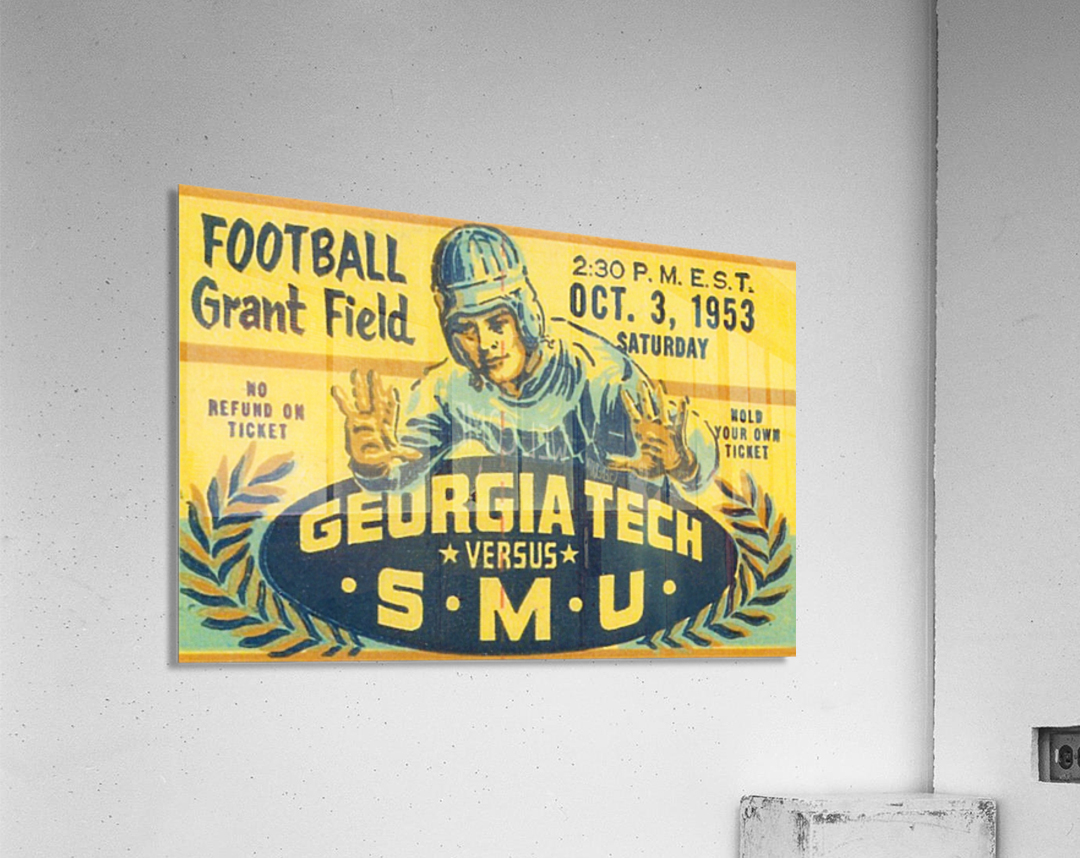 FOOTBALL
Grant Field
2:30 P. M. E.S.T.
OCT. 3, 1953
SATURDAY
NO
REFUND ON
TICKET
HOLD
YOUR OWN
TICKET
GEORGIA TECH
★ VERSUS ★
· S · M · U ·